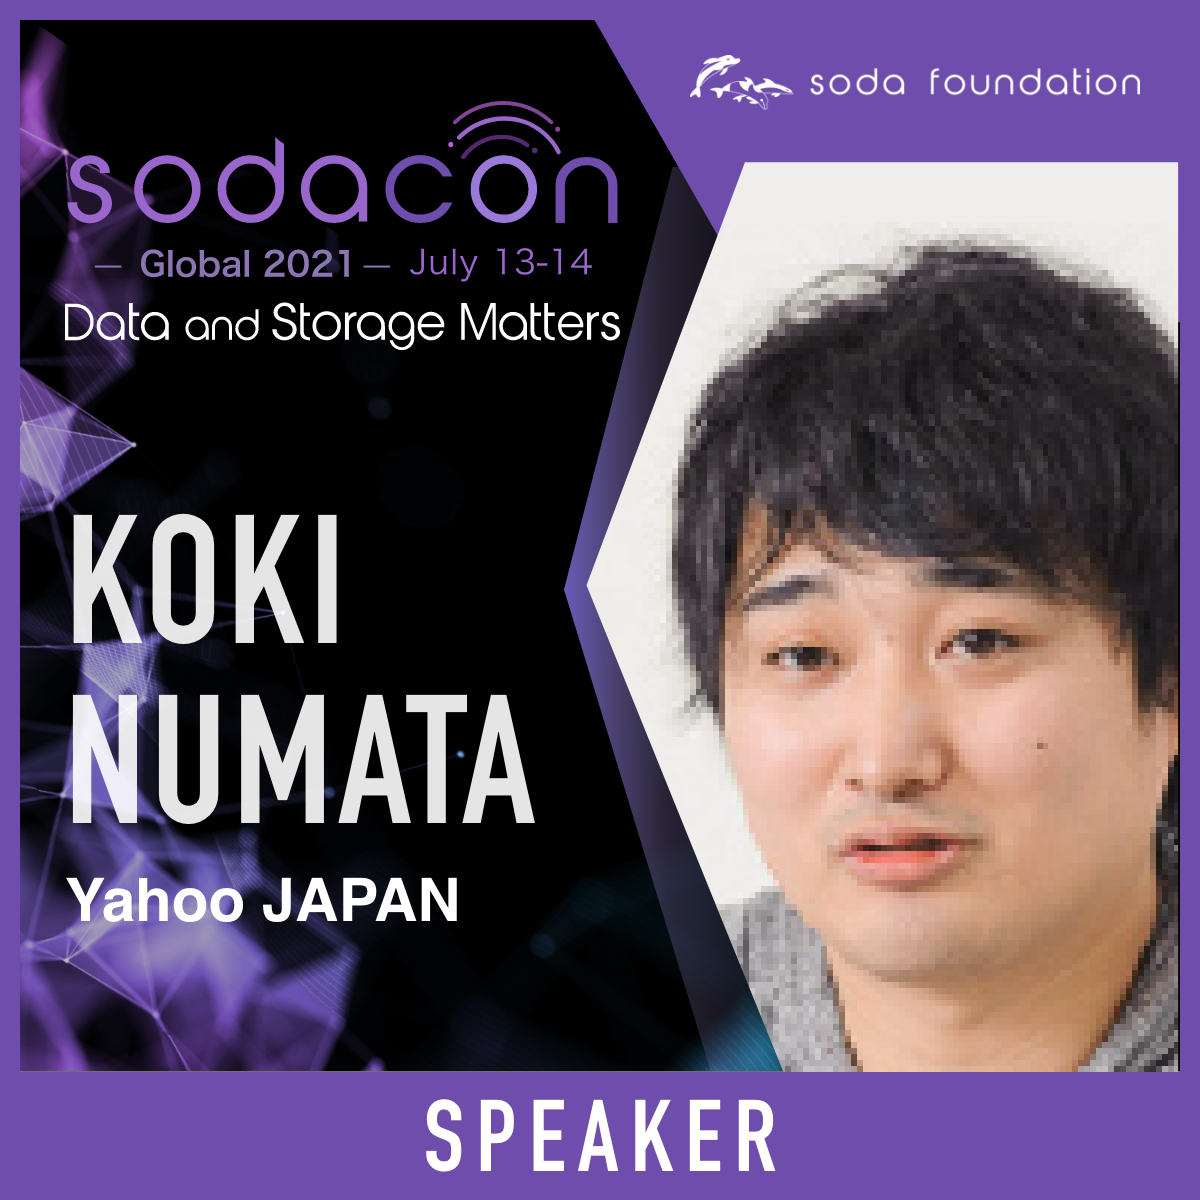 soda foundation
sodacon
— Global 2021 — July 13-14
Data and Storage Matters
KOKI
NUMATA
Yahoo JAPAN
SPEAKER